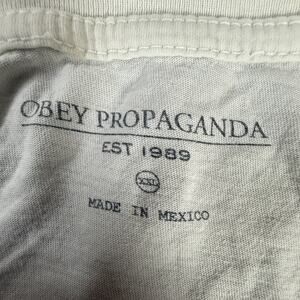 OBEY PROPAGANDA
EST 1989
XXL
MADE IN MEXICO